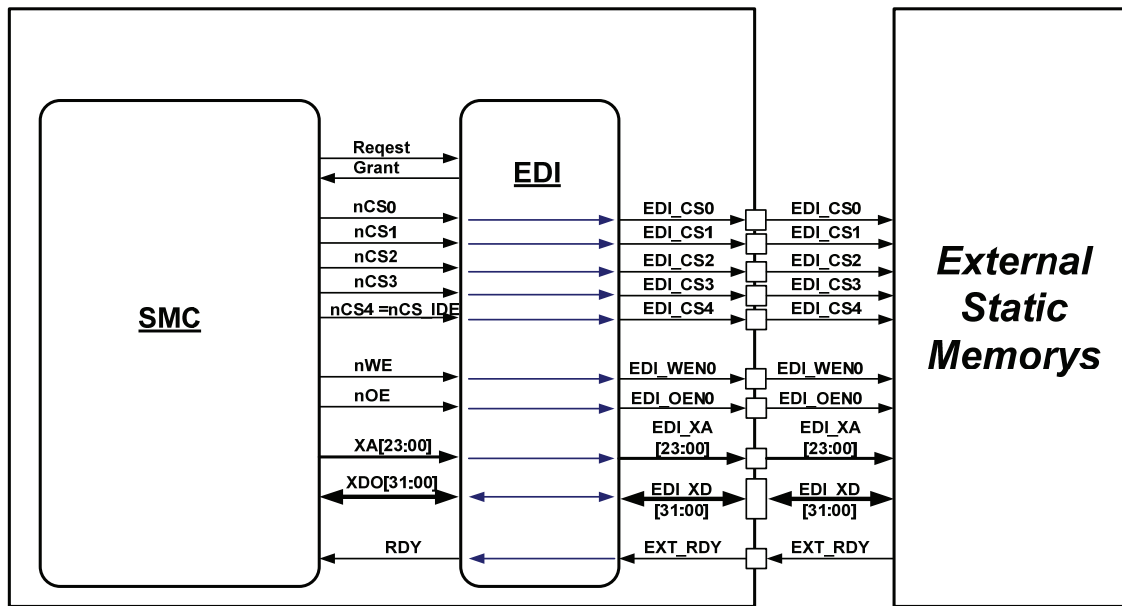 Reqest
Grant
EDI
nCS0
EDI_CS0
EDI_CS0
nCS1
EDI_CS1
EDI_CS1
nCS2
EDI_CS2
EDI_CS2
nCS3
EDI_CS3
EDI_CS3
nCS4 =nCS_IDE
EDI_CS4
EDI_CS4
SMC
External
Static
Memorys
nWE
EDI_WEN0
EDI_WEN0
nOE
EDI_OEN0
EDI_OEN0
XA[23:00]
EDI_XA
[23:00]
EDI_XA
[23:00]
XDO[31:00]
EDI_XD
[31:00]
EDI_XD
[31:00]
RDY
EXT_RDY
EXT_RDY